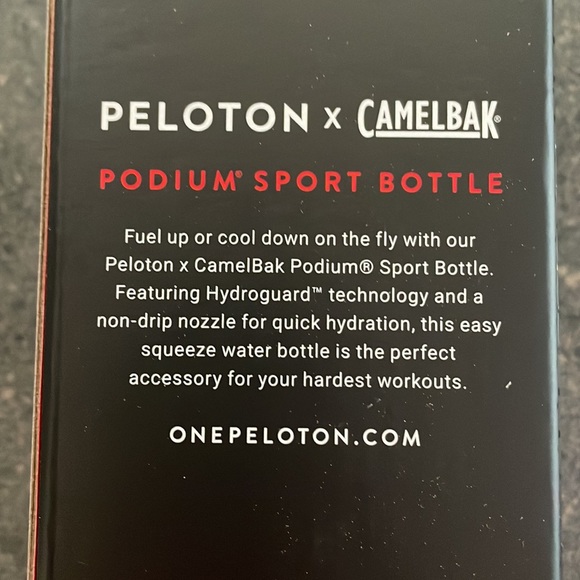 PELOTON x CAMELBAK®
PODIUM® SPORT BOTTLE
Fuel up or cool down on the fly with our
Peloton x CamelBak Podium® Sport Bottle.
Featuring Hydroguard™ technology and a
non-drip nozzle for quick hydration, this easy
squeeze water bottle is the perfect
accessory for your hardest workouts.
ONEPELOTON.COM